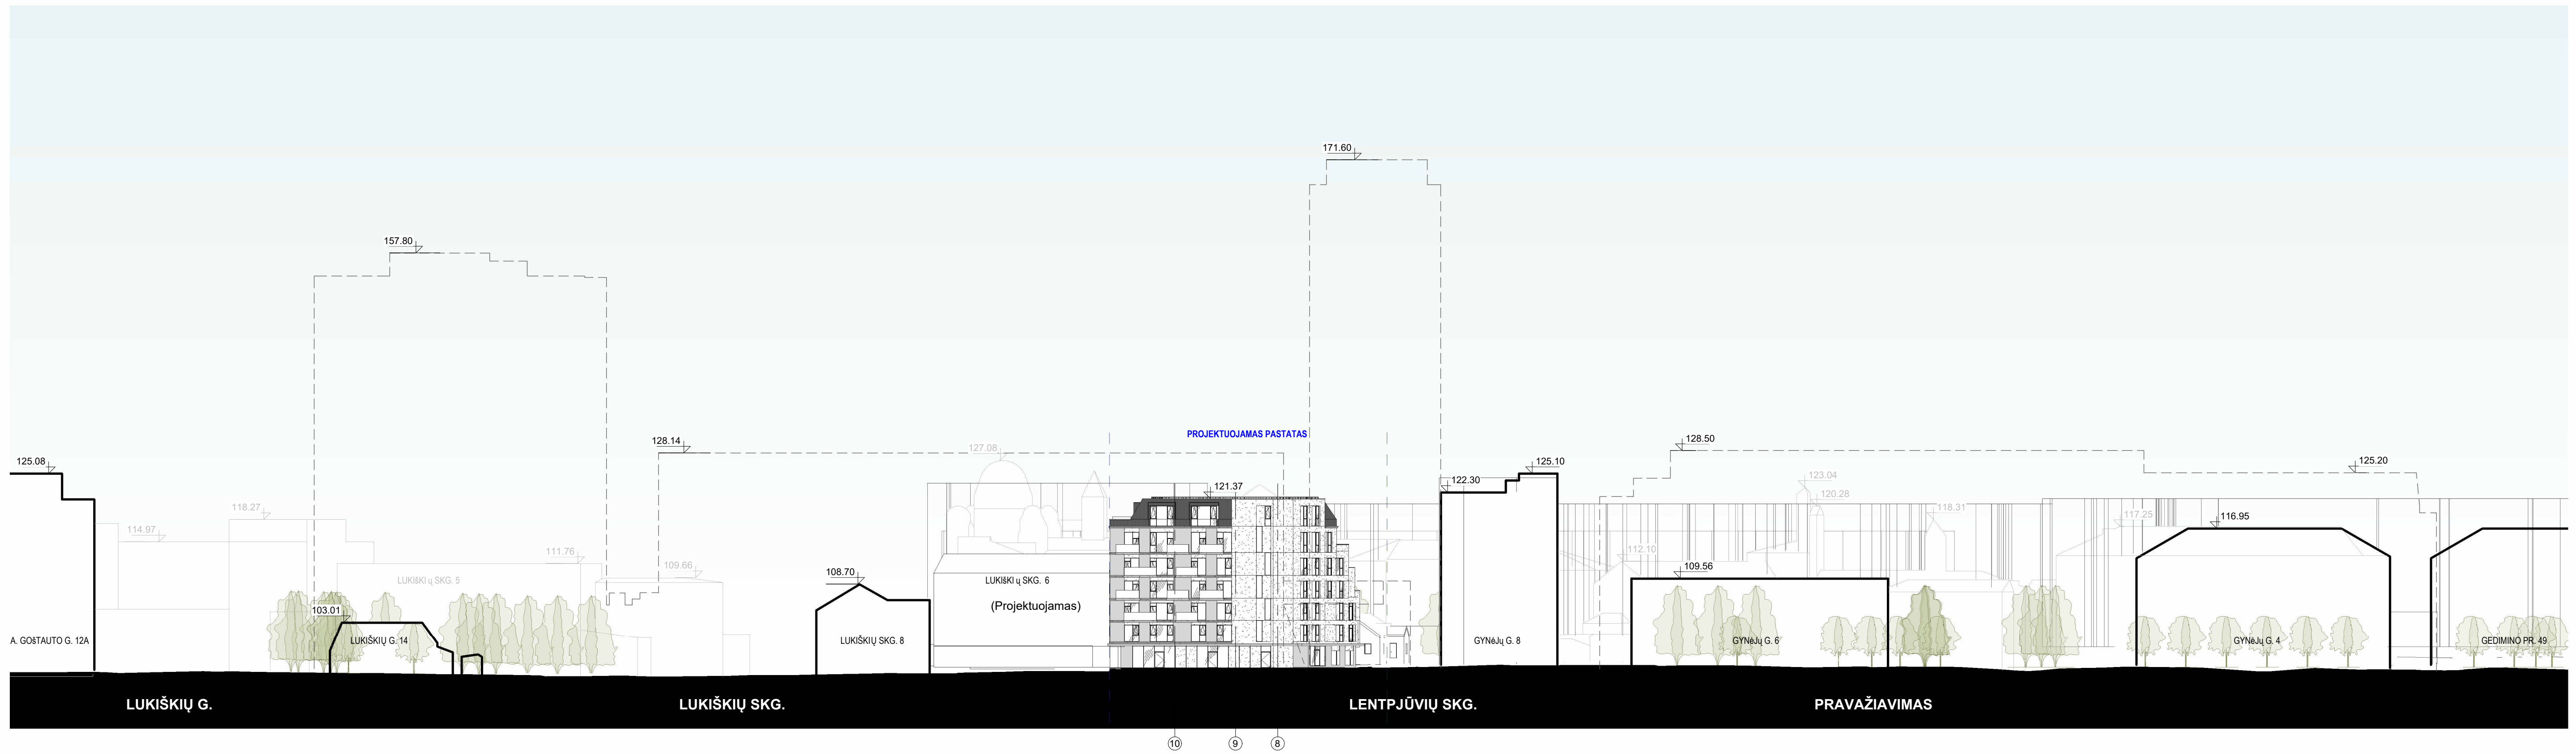 171.60
157.80
PROJEKTUOJAMAS PASTATAS
128.14
128.50
127.08
125.08
125.10
125.20
122.30
123.04
121.37
120.28
118.27
118.31
117.25
116.95
114.97
111.76
112.10
109.66
109.56
108.70
LUKIšKI ų SKG. 5
LUKIšKI ų SKG. 6
(Projektuojamas)
103.01
A. GOšTAUTO G. 12A
LUKIŠKIŲ G. 14
LUKIŠKIŲ SKG. 8
GYNėJų G. 8
GYNėJų G. 6
GYNėJų G. 4
GEDIMINO PR. 49
LUKIŠKIŲ G.
LUKIŠKIŲ SKG.
LENTPJŪVIŲ SKG.
PRAVAŽIAVIMAS
10
9
8